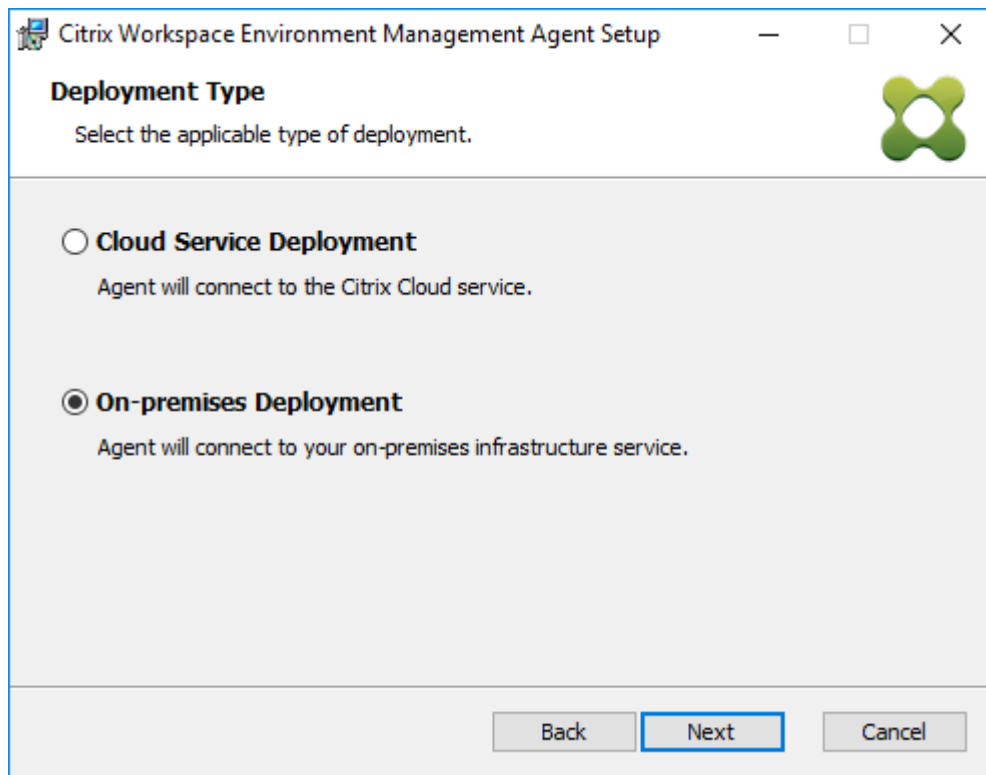 Citrix Workspace Environment Management Agent Setup
Deployment Type
Select the applicable type of deployment.
Cloud Service Deployment
Agent will connect to the Citrix Cloud service.
On-premises Deployment
Agent will connect to your on-premises infrastructure service.
Back Next Cancel